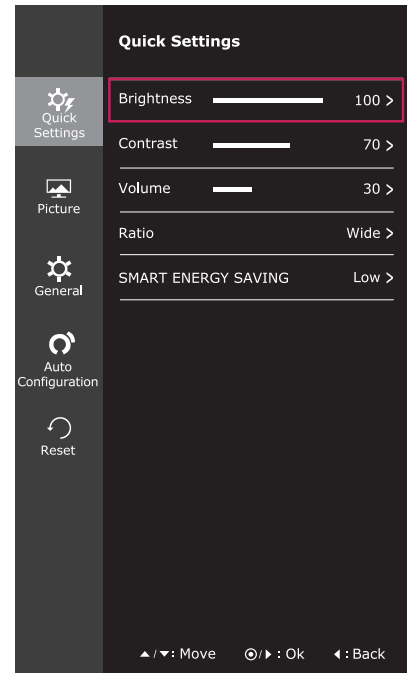 Quick Settings
Quick
Settings
Picture
General
Auto
Configuration
Reset
Brightness 100 >
Contrast 70 >
Volume 30 >
Ratio Wide >
SMART ENERGY SAVING Low >
▲/▼: Move ◉/▶ : Ok ◀ : Back